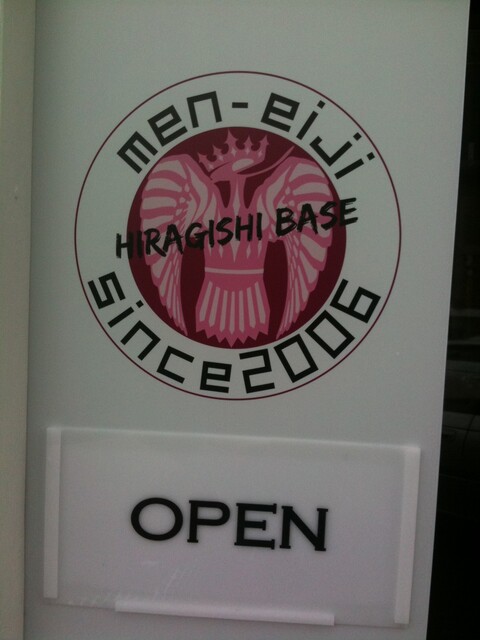 men-eiji
HIRAGISHI BASE
since2006
OPEN